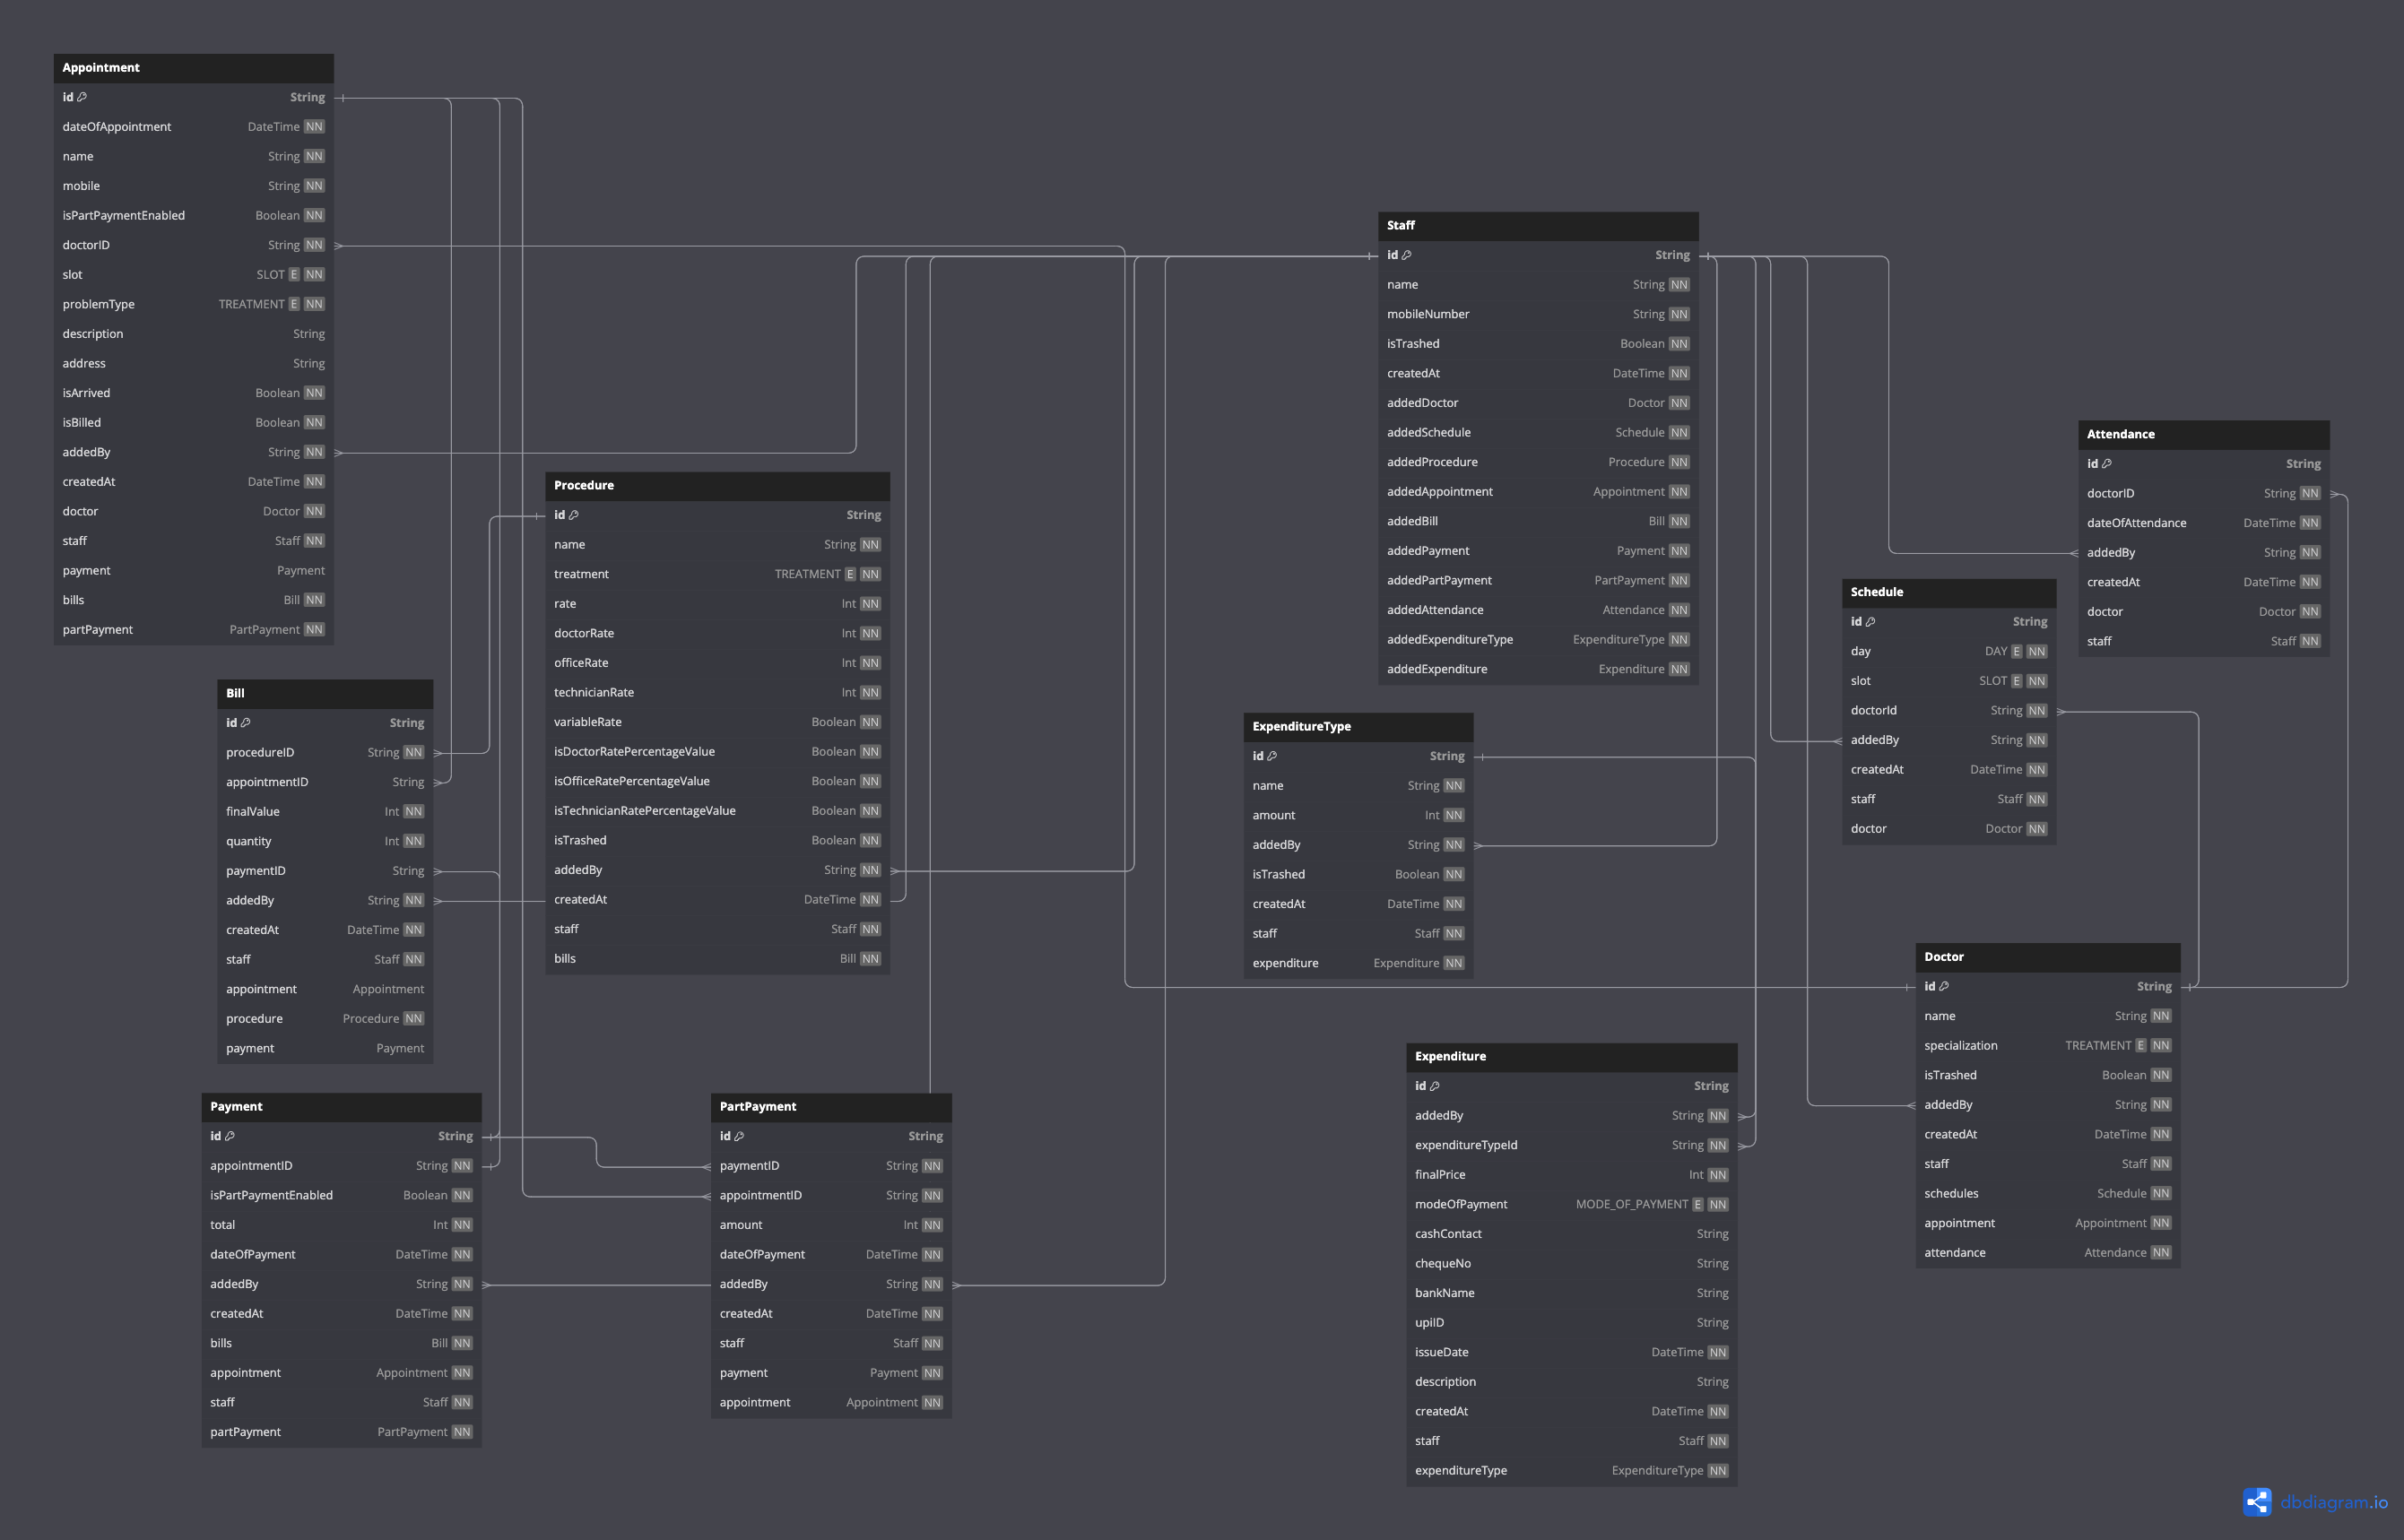 Appointment
id String
dateOfAppointment DateTime NN
name String NN
mobile String NN
isPartPaymentEnabled Boolean NN
doctorID String NN
slot SLOT E NN
problemType TREATMENT E NN
description String
address String
isArrived Boolean NN
isBilled Boolean NN
addedBy String NN
createdAt DateTime NN
doctor Doctor NN
staff Staff NN
payment Payment
bills Bill NN
partPayment PartPayment NN
Bill
id String
procedureID String NN
appointmentID String
finalValue Int NN
quantity Int NN
paymentID String
addedBy String NN
createdAt DateTime NN
staff Staff NN
appointment Appointment
procedure Procedure NN
payment Payment
Payment
id String
appointmentID String NN
isPartPaymentEnabled Boolean NN
total Int NN
dateOfPayment DateTime NN
addedBy String NN
createdAt DateTime NN
bills Bill NN
appointment Appointment NN
staff Staff NN
partPayment PartPayment NN
Procedure
id String
name String NN
treatment TREATMENT E NN
rate Int NN
doctorRate Int NN
officeRate Int NN
technicianRate Int NN
variableRate Boolean NN
isDoctorRatePercentageValue Boolean NN
isOfficeRatePercentageValue Boolean NN
isTechnicianRatePercentageValue Boolean NN
isTrashed Boolean NN
addedBy String NN
createdAt DateTime NN
staff Staff NN
bills Bill NN
PartPayment
id String
paymentID String NN
appointmentID String NN
amount Int NN
dateOfPayment DateTime NN
addedBy String NN
createdAt DateTime NN
staff Staff NN
payment Payment NN
appointment Appointment NN
Staff
id String
name String NN
mobileNumber String NN
isTrashed Boolean NN
createdAt DateTime NN
addedDoctor Doctor NN
addedSchedule Schedule NN
addedProcedure Procedure NN
addedAppointment Appointment NN
addedBill Bill NN
addedPayment Payment NN
addedPartPayment PartPayment NN
addedAttendance Attendance NN
addedExpenditureType ExpenditureType NN
addedExpenditure Expenditure NN
ExpenditureType
id String
name String NN
amount Int NN
addedBy String NN
isTrashed Boolean NN
createdAt DateTime NN
staff Staff NN
expenditure Expenditure NN
Expenditure
id String
addedBy String NN
expenditureTypeId String NN
finalPrice Int NN
modeOfPayment MODE_OF_PAYMENT E NN
cashContact String
chequeNo String
bankName String
upiID String
issueDate DateTime NN
description String
createdAt DateTime NN
staff Staff NN
expenditureType ExpenditureType NN
Attendance
id String
doctorID String NN
dateOfAttendance DateTime NN
addedBy String NN
createdAt DateTime NN
doctor Doctor NN
staff Staff NN
Schedule
id String
day DAY E NN
slot SLOT E NN
doctorId String NN
addedBy String NN
createdAt DateTime NN
staff Staff NN
doctor Doctor NN
Doctor
id String
name String NN
specialization TREATMENT E NN
isTrashed Boolean NN
addedBy String NN
createdAt DateTime NN
staff Staff NN
schedules Schedule NN
appointment Appointment NN
attendance Attendance NN
dbdiagram.io